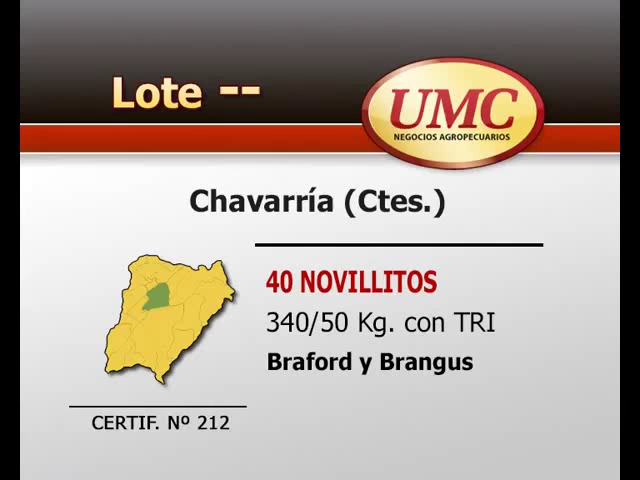 Lote --
UMC
NEGOCIOS AGROPECUARIOS
Chavarría (Ctes.)
40 NOVILLITOS
340/50 Kg. con TRI
Braford y Brangus
CERTIF. Nº 212